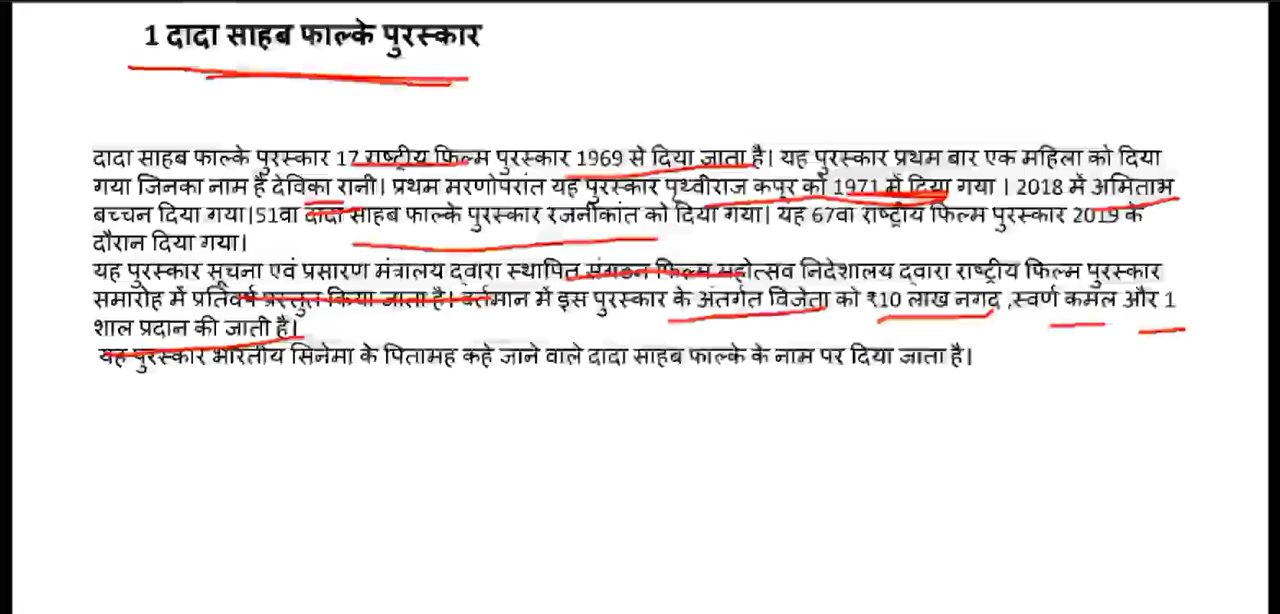 1 दादा साहब फाल्के पुरस्कार
दादा साहब फाल्के पुरस्कार 17 राष्ट्रीय फिल्म पुरस्कार 1969 से दिया जाता है। यह पुरस्कार प्रथम बार एक महिला को दिया
गया जिनका नाम है देविका रानी। प्रथम मरणोपरांत यह पुरस्कार पृथ्वीराज कपूर को 1971 में दिया गया । 2018 में अमिताभ
बच्चन दिया गया।51वा दादा साहब फाल्के पुरस्कार रजनीकांत को दिया गया। यह 67वा राष्ट्रीय फिल्म पुरस्कार 2019 के
दौरान दिया गया।
यह पुरस्कार सूचना एवं प्रसारण मंत्रालय द्वारा स्थापित संगठन फिल्म महोत्सव निदेशालय द्वारा राष्ट्रीय फिल्म पुरस्कार
समारोह में प्रतिवर्ष प्रस्तुत किया जाता है। वर्तमान में इस पुरस्कार के अंतर्गत विजेता को ₹10 लाख नगद ,स्वर्ण कमल और 1
शाल प्रदान की जाती है।
यह पुरस्कार भारतीय सिनेमा के पितामह कहे जाने वाले दादा साहब फाल्के के नाम पर दिया जाता है।